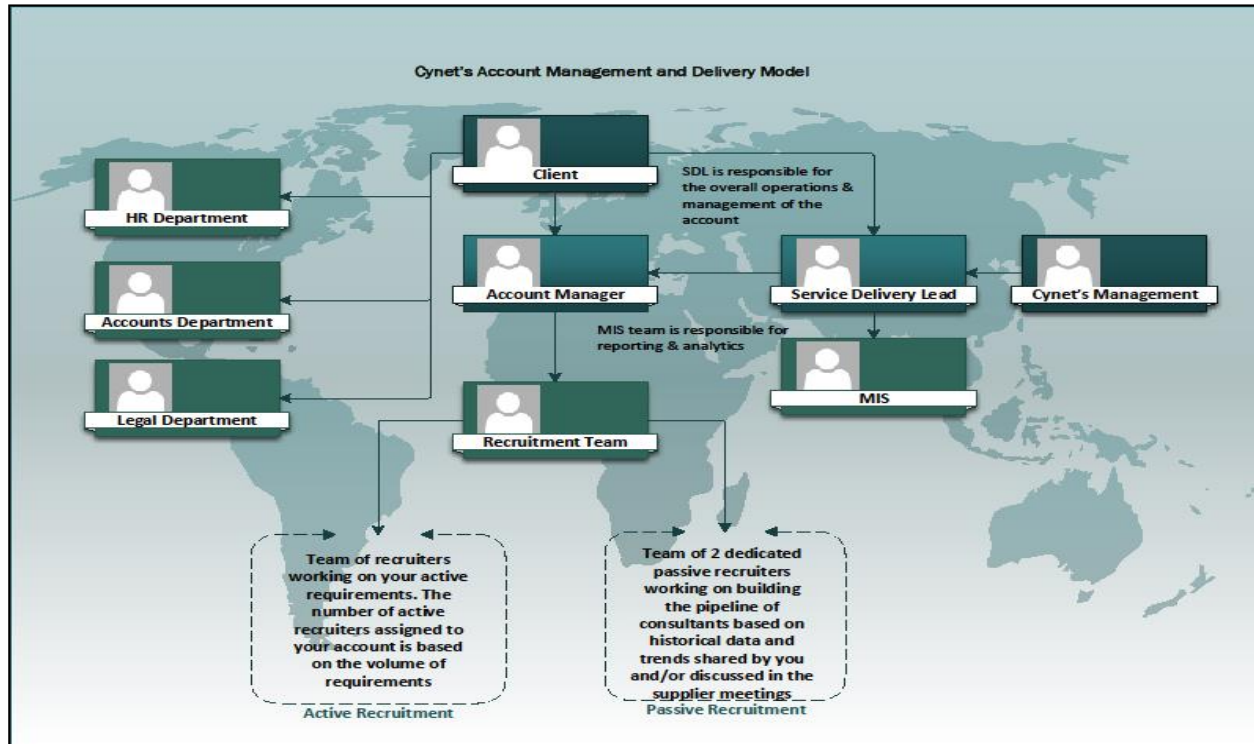 Cynet's Account Management and Delivery Model
Client
SDL is responsible for
the overall operations &
management of the
account
HR Department
Account Manager
Service Delivery Lead
Cynet's Management
Accounts Department
MIS team is responsible for
reporting & analytics
Legal Department
Recruitment Team
MIS
Team of recruiters
working on your active
requirements. The
number of active
recruiters assigned to
your account is based
on the volume of
requirements
Active Recruitment
Team of 2 dedicated
passive recruiters
working on building
the pipeline of
consultants based on
historical data and
trends shared by you
and/or discussed in the
supplier meetings
Passive Recruitment